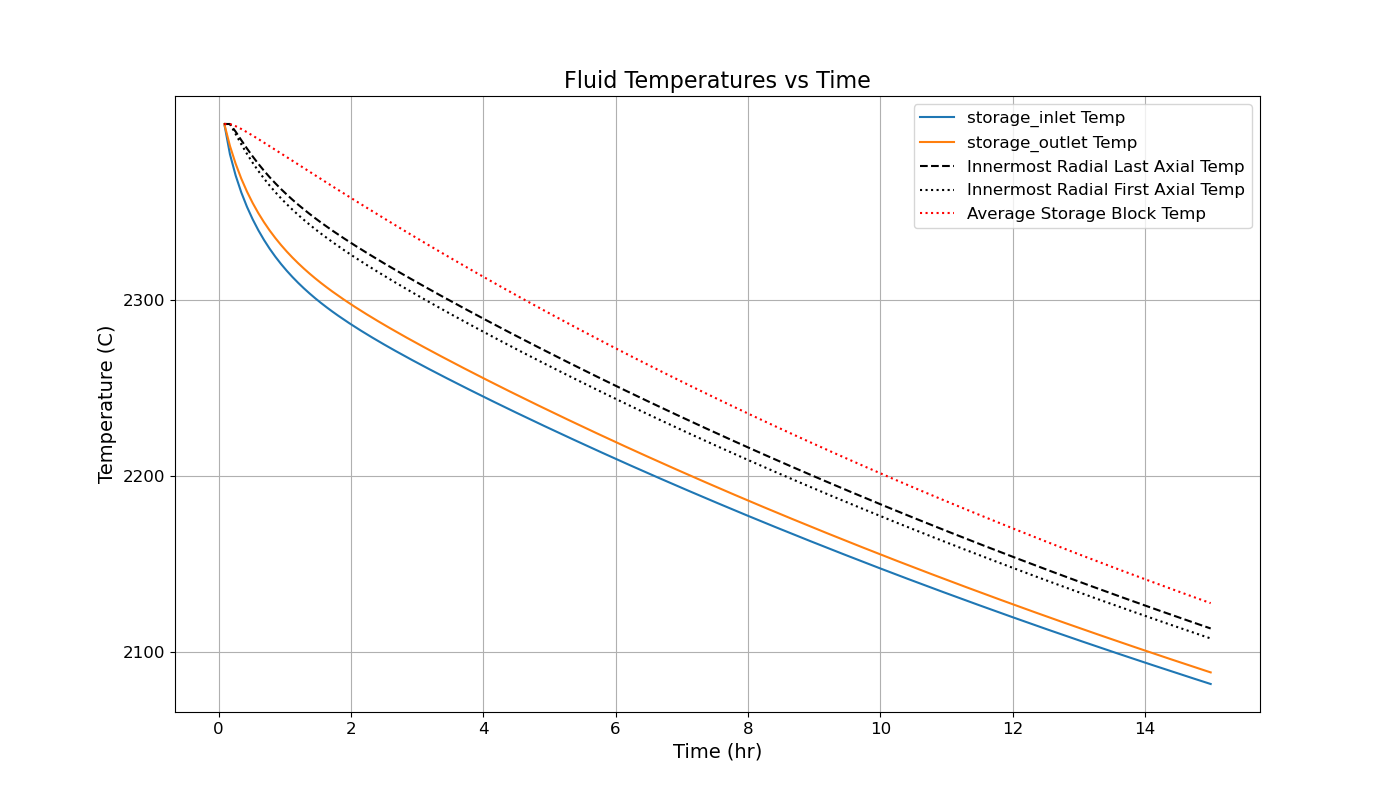 Fluid Temperatures vs Time
storage_inlet Temp
storage_outlet Temp
Innermost Radial Last Axial Temp
Innermost Radial First Axial Temp
Average Storage Block Temp
Temperature (C)
2300
2200
2100
0 2 4 6 8 10 12 14
Time (hr)